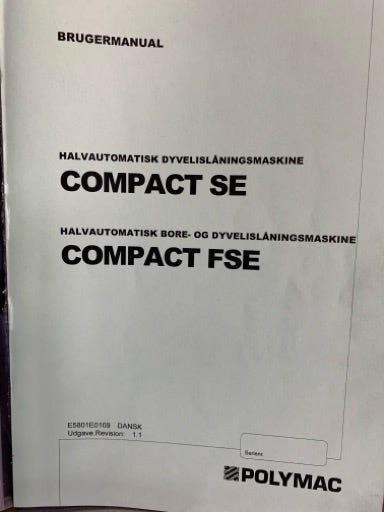 BRUGERMANUAL
HALVAUTOMATISK DYVELISLÅNINGSMASKINE
COMPACT SE
HALVAUTOMATISK BORE- OG DYVELISLÅNINGSMASKINE
COMPACT FSE
E5801E0109 DANSK
Udgave.Revision: 1.1
Serienr.
POLYMAC